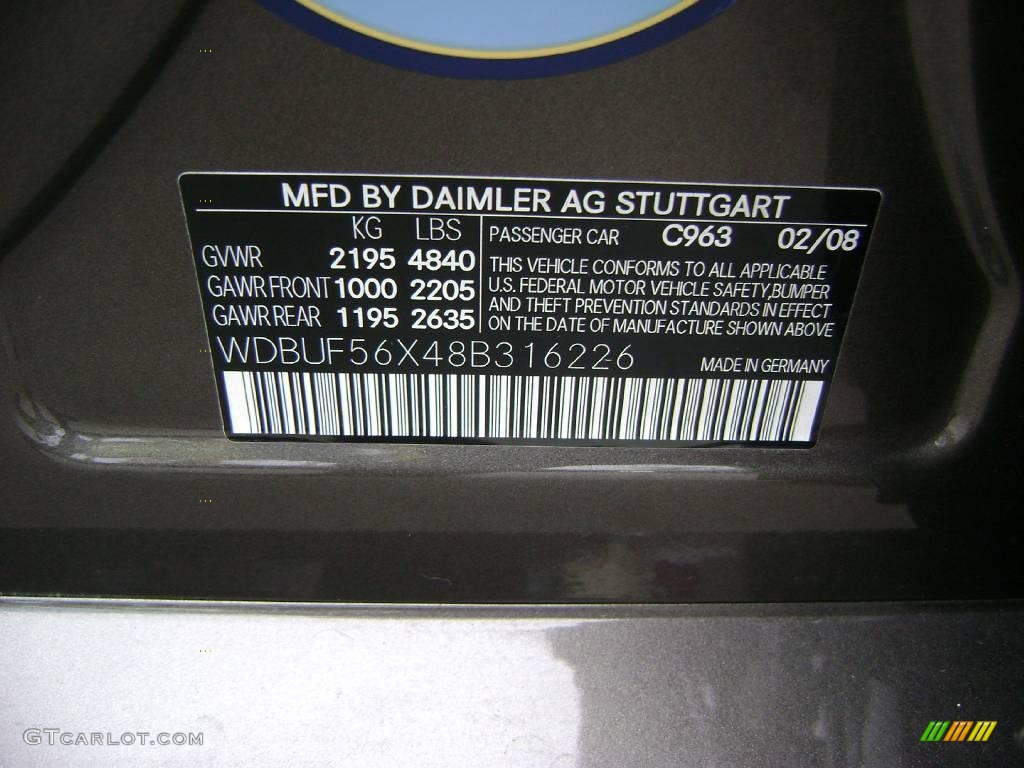 MFD BY DAIMLER AG STUTTGART
KG LBS
GVWR 2195 4840
GAWR FRONT 1000 2205
GAWR REAR 1195 2635
PASSENGER CAR C963 02/08
THIS VEHICLE CONFORMS TO ALL APPLICABLE
U.S. FEDERAL MOTOR VEHICLE SAFETY,BUMPER
AND THEFT PREVENTION STANDARDS IN EFFECT
ON THE DATE OF MANUFACTURE SHOWN ABOVE
WDBUF56X48B316226
MADE IN GERMANY
GTCARLOT.COM